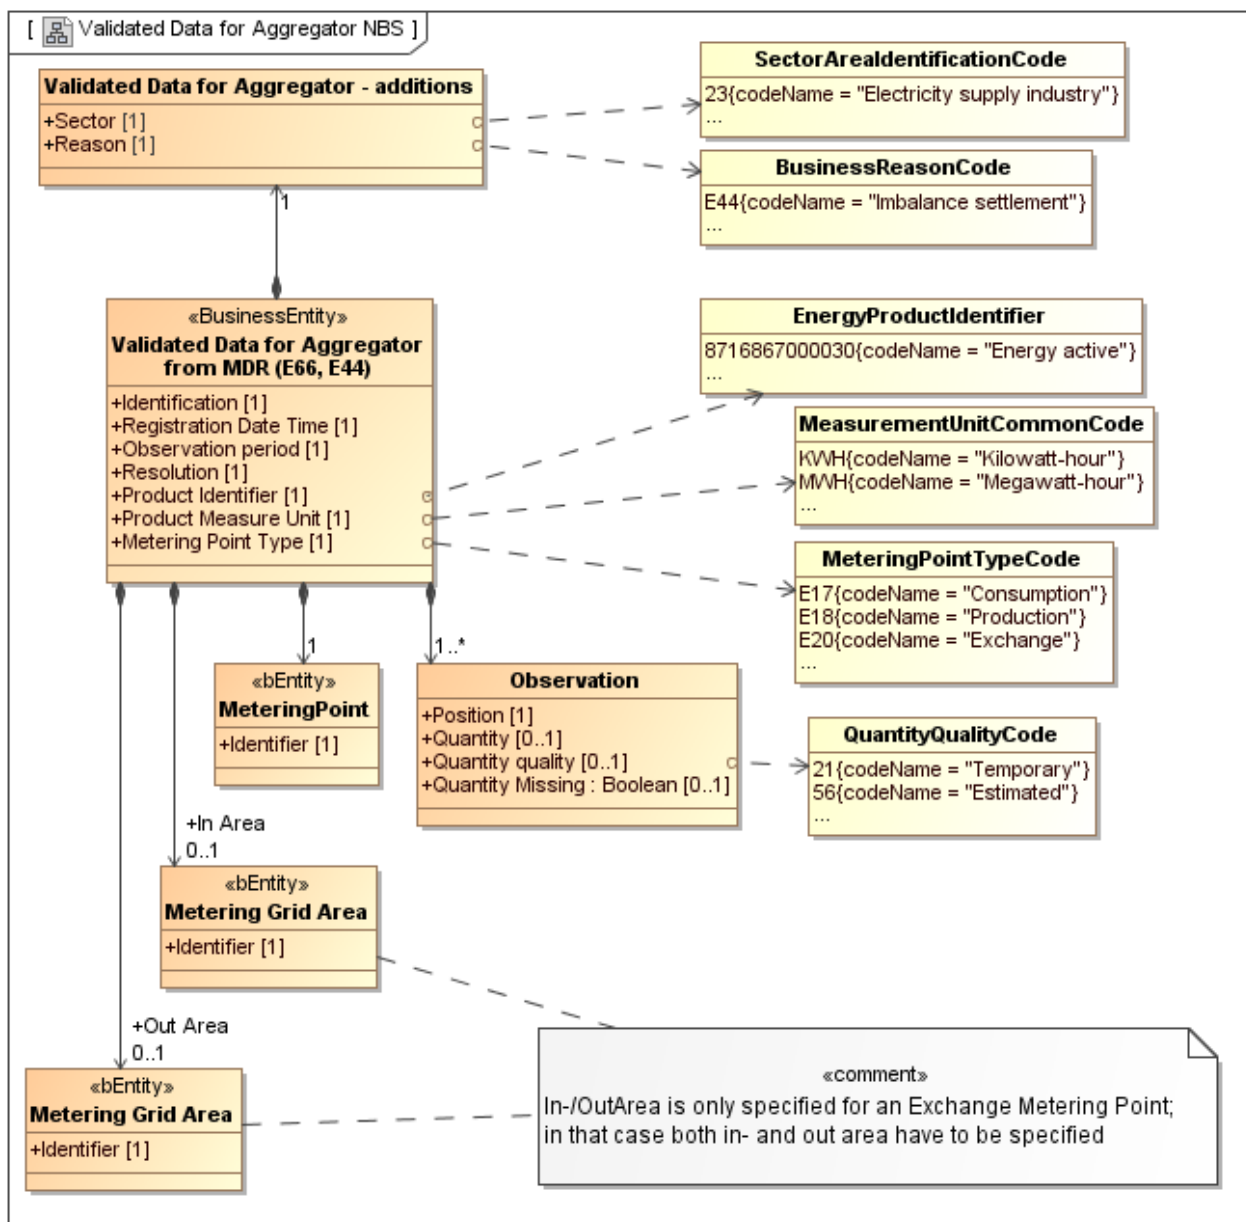 [ Validated Data for Aggregator NBS ]
Validated Data for Aggregator - additions
+Sector [1]
+Reason [1]
SectorAreaIdentificationCode
23{codeName = "Electricity supply industry"}
...
BusinessReasonCode
E44{codeName = "Imbalance settlement"}
...
1
«BusinessEntity»
Validated Data for Aggregator
from MDR (E66, E44)
+Identification [1]
+Registration Date Time [1]
+Observation period [1]
+Resolution [1]
+Product Identifier [1]
+Product Measure Unit [1]
+Metering Point Type [1]
EnergyProductIdentifier
8716867000030{codeName = "Energy active"}
...
MeasurementUnitCommonCode
KWH{codeName = "Kilowatt-hour"}
MWH{codeName = "Megawatt-hour"}
...
MeteringPointTypeCode
E17{codeName = "Consumption"}
E18{codeName = "Production"}
E20{codeName = "Exchange"}
...
1
1..*
«bEntity»
MeteringPoint
+Identifier [1]
Observation
+Position [1]
+Quantity [0..1]
+Quantity quality [0..1]
+Quantity Missing : Boolean [0..1]
QuantityQualityCode
21{codeName = "Temporary"}
56{codeName = "Estimated"}
...
+In Area
0..1
«bEntity»
Metering Grid Area
+Identifier [1]
+Out Area
0..1
«bEntity»
Metering Grid Area
+Identifier [1]
«comment»
In-/OutArea is only specified for an Exchange Metering Point;
in that case both in- and out area have to be specified